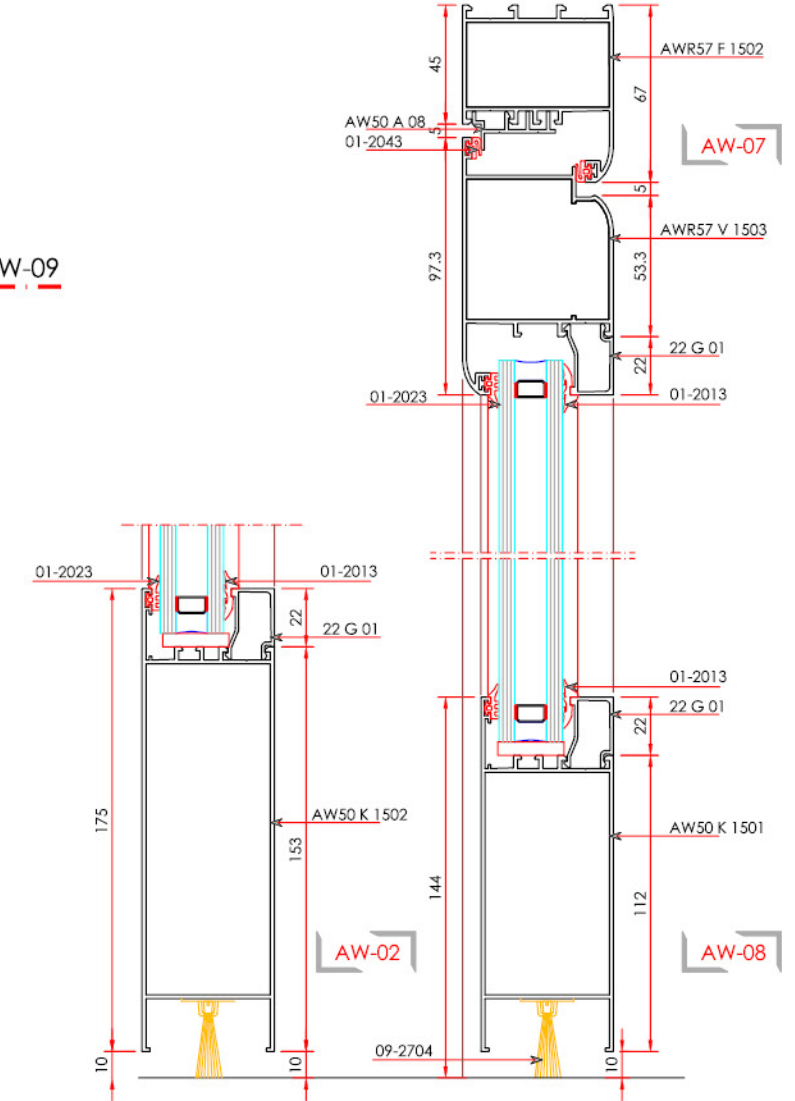 45
67
AWR57 F 1502
AW50 A 08
5
01-2043
AW-07
5
AWR57 V 1503
W-09
97.3
53.3
22 G 01
22
01-2023
01-2013
01-2023
01-2013
22
22 G 01
01-2013
22 G 01
22
175
AW50 K 1502
153
AW50 K 1501
144
112
AW-02
AW-08
09-2704
10
10
10